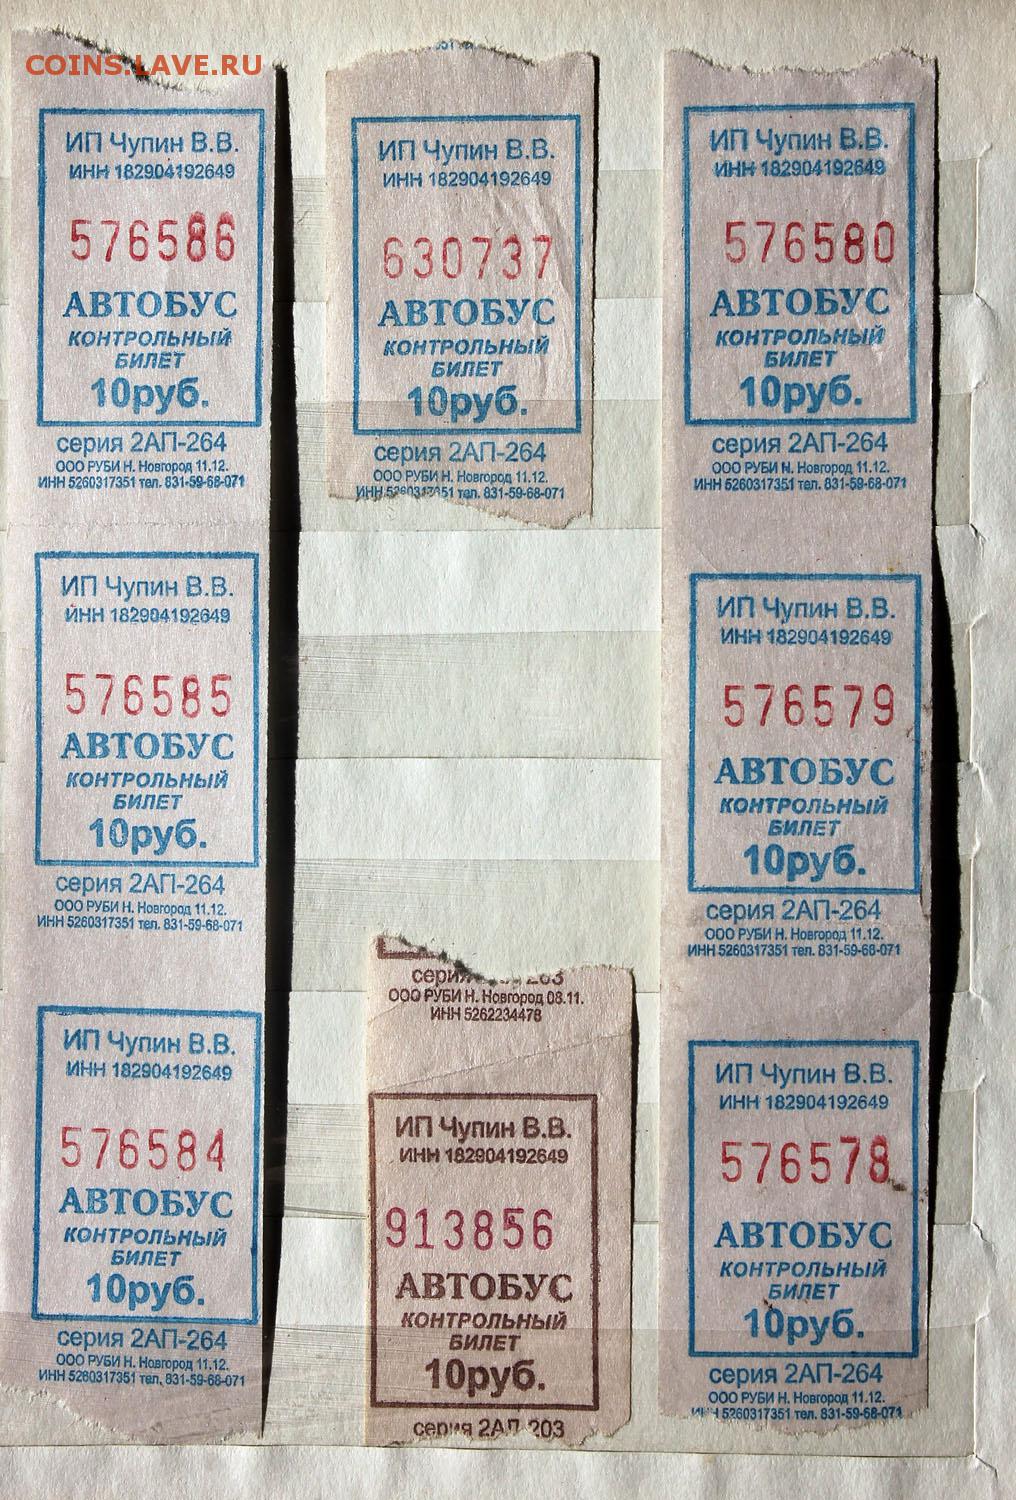 COINS.LAVE.RU
ИП Чупин В.В.
ИНН 182904192649
576586
АВТОБУС
КОНТРОЛЬНЫЙ
БИЛЕТ
10руб.
серия 2АП-264
ООО РУБИ Н. Новгород 11.12.
ИНН 5260317351 тел. 831-59-68-071
ИП Чупин В.В.
ИНН 182904192649
576585
АВТОБУС
КОНТРОЛЬНЫЙ
БИЛЕТ
10руб.
серия 2АП-264
ООО РУБИ Н. Новгород 11.12.
ИНН 5260317351 тел. 831-59-68-071
ИП Чупин В.В.
ИНН 182904192649
576584
АВТОБУС
КОНТРОЛЬНЫЙ
БИЛЕТ
10руб.
серия 2АП-264
ООО РУБИ Н. Новгород 11.12.
ИНН 5260317351 тел. 831-59-68-071
ИП Чупин В.В.
ИНН 182904192649
630737
АВТОБУС
КОНТРОЛЬНЫЙ
БИЛЕТ
10руб.
серия 2АП-264
ООО РУБИ Н. Новгород 11.12.
ИНН 5260317351 тел. 831-59-68-071
серия
ООО РУБИ Н. Новгород 08.11.
ИНН 5262234478
ИП Чупин В.В.
ИНН 182904192649
913856
АВТОБУС
КОНТРОЛЬНЫЙ
БИЛЕТ
10руб.
серия 2АП-203
ИП Чупин В.В.
ИНН 182904192649
576580
АВТОБУС
КОНТРОЛЬНЫЙ
БИЛЕТ
10руб.
серия 2АП-264
ООО РУБИ Н. Новгород 11.12.
ИНН 5260317351 тел. 831-59-68-071
ИП Чупин В.В.
ИНН 182904192649
576579
АВТОБУС
КОНТРОЛЬНЫЙ
БИЛЕТ
10руб.
серия 2АП-264
ООО РУБИ Н. Новгород 11.12.
ИНН 5260317351 тел. 831-59-68-071
ИП Чупин В.В.
ИНН 182904192649
576578
АВТОБУС
КОНТРОЛЬНЫЙ
БИЛЕТ
10руб.
серия 2АП-264
ООО РУБИ Н. Новгород 11.12.
ИНН 5260317351 тел. 831-59-68-071